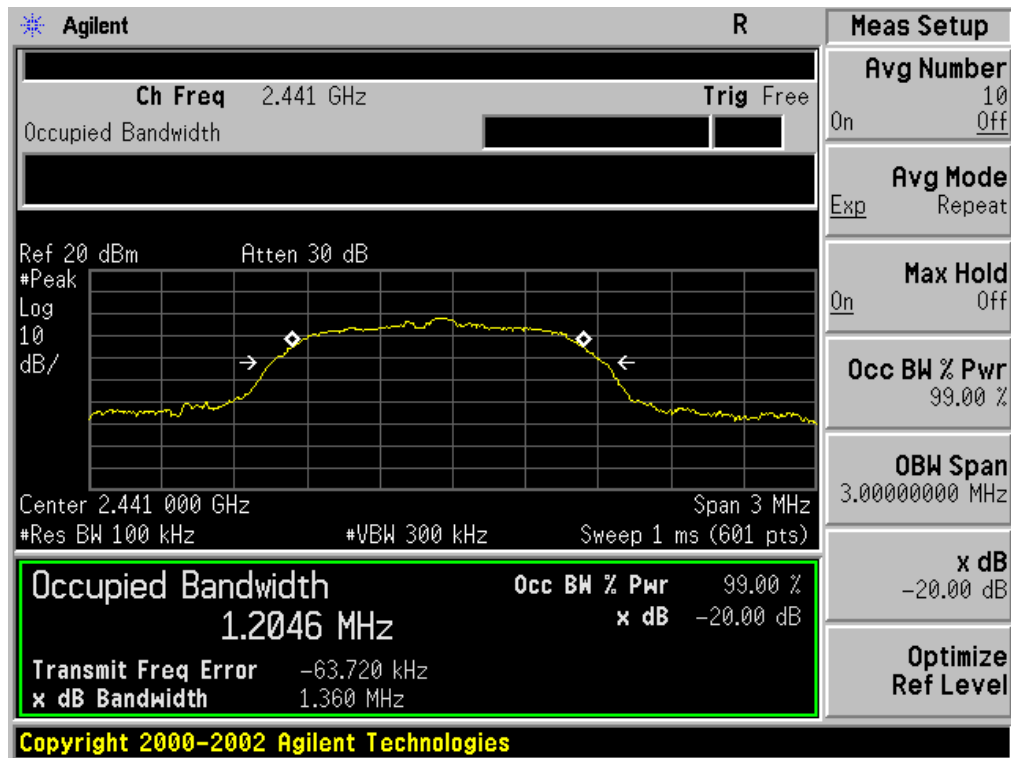 Agilent R
Ch Freq 2.441 GHz Trig Free
Occupied Bandwidth
Ref 20 dBm Atten 30 dB
#Peak
Log
10
dB/
Center 2.441 000 GHz Span 3 MHz
#Res BW 100 kHz #VBW 300 kHz Sweep 1 ms (601 pts)
Occupied Bandwidth Occ BW % Pwr 99.00 %
1.2046 MHz x dB -20.00 dB
Transmit Freq Error -63.720 kHz
x dB Bandwidth 1.360 MHz
Copyright 2000-2002 Agilent Technologies
Meas Setup
Avg Number
10
On Off
Avg Mode
Exp Repeat
Max Hold
On Off
Occ BW % Pwr
99.00 %
OBW Span
3.00000000 MHz
x dB
-20.00 dB
Optimize
Ref Level